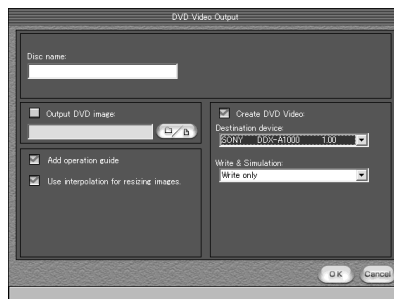 DVD Video Output
Disc name:
Output DVD image:
Add operation guide
Use interpolation for resizing images.
Create DVD Video:
Destination device:
SONY DDX-A1000 1.00
Write & Simulation:
Write only
OK
Cancel